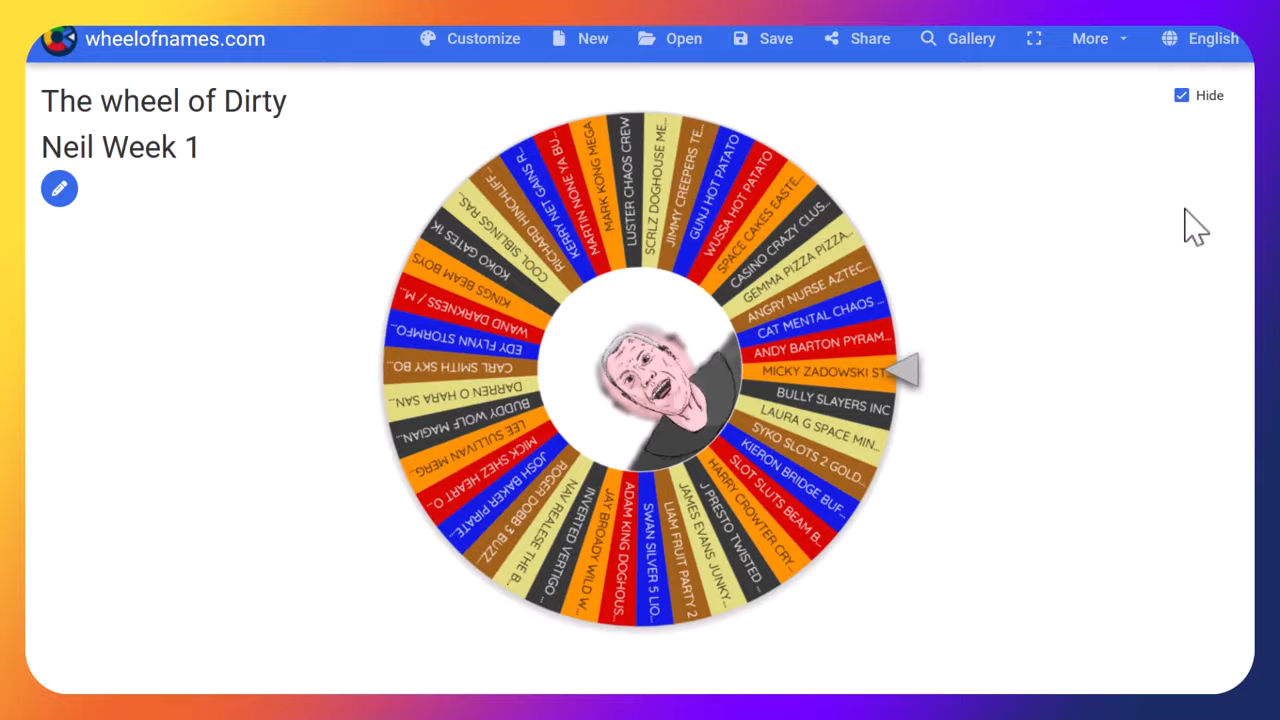 wheelofnames.com
Customize
New
Open
Save
Share
Gallery
More
English
The wheel of Dirty
Neil Week 1
Hide
LUSTER CHAOS CREW
SCRLZ DOGHOUSE ME...
JIMMY CREEPERS TE...
GUNJ HOT PATATO
WUSSA HOT PATATO
SPACE CAKES EASTE...
CASINO CRAZY CLUS...
GEMMA PIZZA PIZZA...
ANGRY NURSE AZTEC...
CAT MENTAL CHAOS ...
ANDY BARTON PYRAM...
MICKY ZADOWSKI ST
BULLY SLAYERS INC
LAURA G SPACE MIN...
SYKO SLOTS 2 GOLD...
KIERON BRIDGE BUF...
SLOT SLUTS BEAM B...
HARRY CROWTER CRY...
J PRESTO TWISTED ...
JAMES EVANS JUNKY...
LIAM FRUIT PARTY 2
SWAN SILVER 5 LIO...
ADAM KING DOGHOUS...
JAY BROADY WILD W...
INVERTED VERTIGO ...
NAV REALESE THE B...
ROGER DOBB 3 BUZZ...
JOSH BAKER PIRATE...
MICK SHEZ HEART O...
LEE SULLIVAN MERG...
BUDDY WOLF MAGIAN...
DARREN O HARA SAN...
CARL SMITH SKY BO...
EDY FLYNN STORMFO...
WAND DARKNESS / M...
KINGS BEAM BOYS
KOKO GATES 1K
COOL SIBLINGS RAS...
RICHARD HINCHLIFF...
KERRY NET GAINS R...
MARTIN NONE YA BU...
MARK KONG MEGA